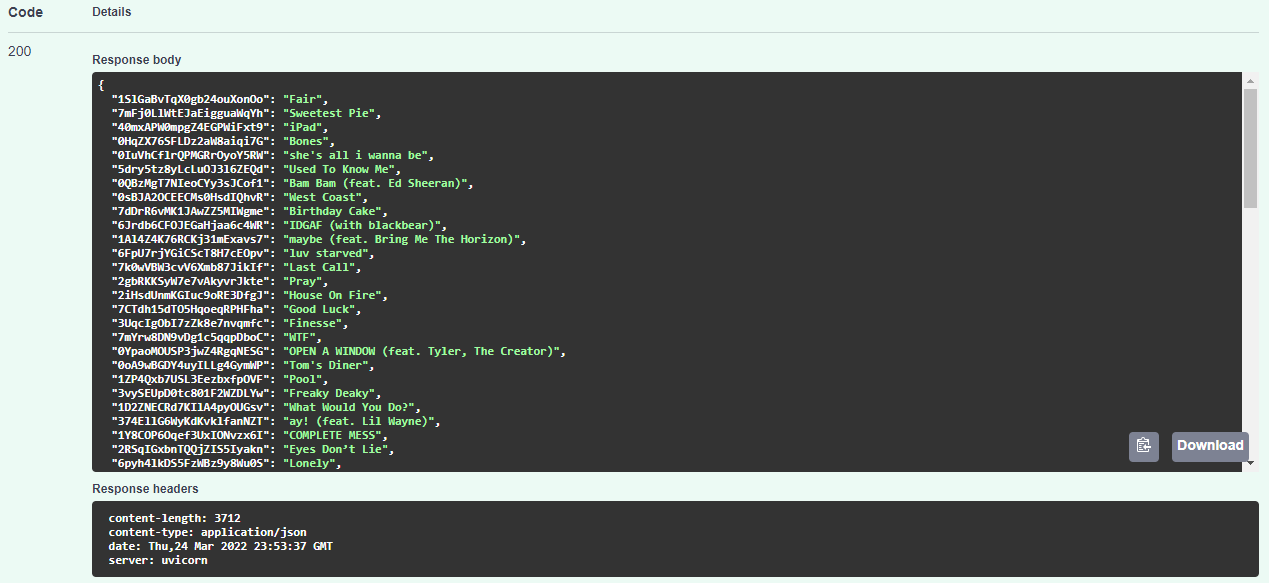 Code Details
200
Response body
{
"1SlGaBvTqX0gb24ouXonOo": "Fair",
"7mFj0LlWtEJaEigguaWqYh": "Sweetest Pie",
"40mxAPW0mpgZ4EGPWiFxt9": "iPad",
"0HqZX76SFLDz2aW8aiqi7G": "Bones",
"0IuVhCflrQPMGRrOyoY5RW": "she's all i wanna be",
"5dry5tz8yLcLuOJ3l6ZEQd": "Used To Know Me",
"0QBzMgT7NIeoCYy3sJCof1": "Bam Bam (feat. Ed Sheeran)",
"0sBJA2OCEECMs0HsdIQhvR": "West Coast",
"7dDrR6vMK1JAwZZ5MIWgme": "Birthday Cake",
"6Jrdb6CFOJEGaHjaa6c4WR": "IDGAF (with blackbear)",
"1Al4Z4K76RCKj31mExavs7": "maybe (feat. Bring Me The Horizon)",
"6FpU7rjYGiCScT8H7cEOpv": "luv starved",
"7k0wVBW3cvV6Xmb87JikIf": "Last Call",
"2gbRKKSyW7e7vAkyvrJkte": "Pray",
"2iHsdUnmKGIuc9oRE3DfgJ": "House On Fire",
"7CTdh15dTO5HqoeqRPHFha": "Good Luck",
"3UqcIgObI7zZk8e7nvqmfc": "Finesse",
"7mYrw8DN9vDg1c5qqpDboC": "WTF",
"0YpaoMOUSP3jwZ4RgqNESG": "OPEN A WINDOW (feat. Tyler, The Creator)",
"0oA9wBGDY4uyILLg4GymWP": "Tom's Diner",
"1ZP4Qxb7USL3EezbxfpOVF": "Pool",
"3vySEUpD0tc801F2WZDLYw": "Freaky Deaky",
"1D2ZNECRd7KIlA4pyOUGsv": "What Would You Do?",
"374EllG6WyKdKvklfanNZT": "ay! (feat. Lil Wayne)",
"1Y8COP6Oqef3UxIONvzx6I": "COMPLETE MESS",
"2RSqIGxbnTQQjZIS5Iyakn": "Eyes Don’t Lie",
"6pyh4lkDS5FzWBz9y8Wu0S": "Lonely",
Download
Response headers
content-length: 3712
content-type: application/json
date: Thu,24 Mar 2022 23:53:37 GMT
server: uvicorn